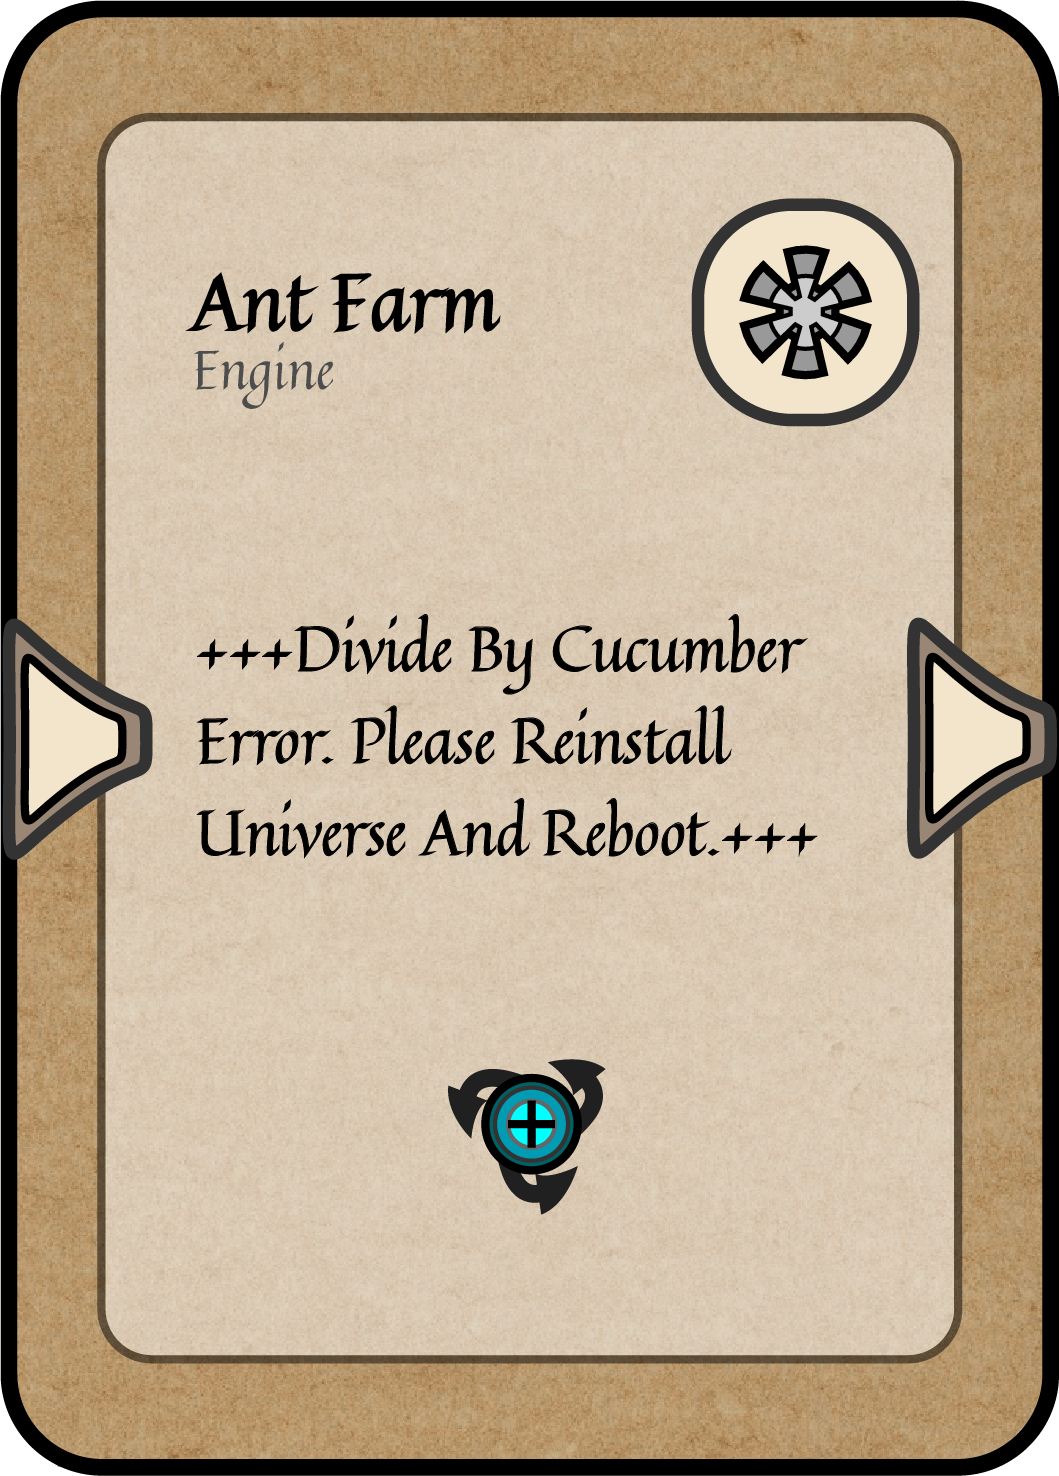 Ant Farm
Engine
+++Divide By Cucumber
Error. Please Reinstall
Universe And Reboot.+++